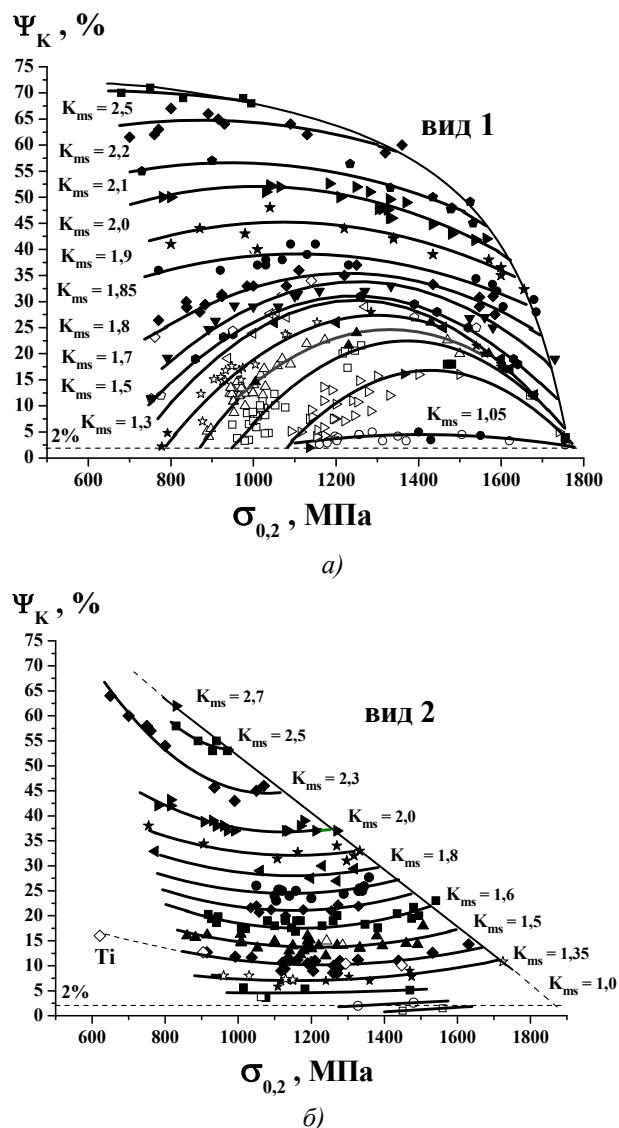 Ψ_K , %
75
70
65
60
55
50
45
40
35
30
25
20
15
10
5
0
K_ms = 2,5
K_ms = 2,2
K_ms = 2,1
K_ms = 2,0
K_ms = 1,9
K_ms = 1,85
K_ms = 1,8
K_ms = 1,7
K_ms = 1,5
K_ms = 1,3
K_ms = 1,05
вид 1
2%
600 800 1000 1200 1400 1600 1800
σ_0,2 , МПа
а)
Ψ_K , %
75
70
65
60
55
50
45
40
35
30
25
20
15
10
5
0
вид 2
K_ms = 2,7
K_ms = 2,5
K_ms = 2,3
K_ms = 2,0
K_ms = 1,8
K_ms = 1,6
K_ms = 1,5
K_ms = 1,35
K_ms = 1,0
Ti
2%
600 800 1000 1200 1400 1600 1800
σ_0,2 , МПа
б)